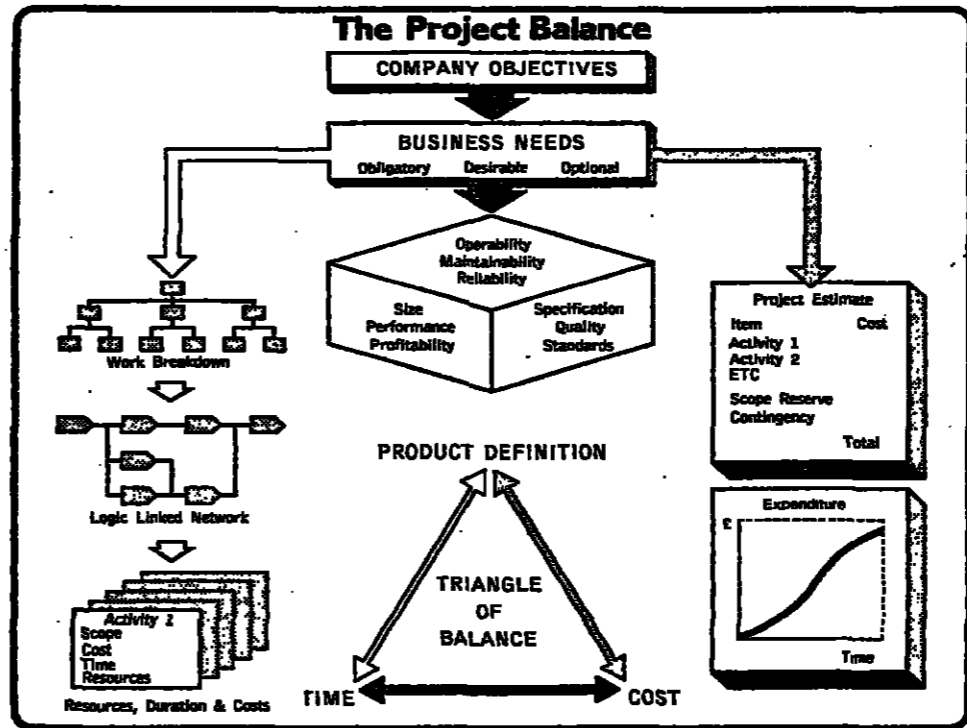 The Project Balance
COMPANY OBJECTIVES
BUSINESS NEEDS
Obligatory Desirable Optional
Operability
Maintainability
Reliability
Size
Performance
Profitability
Specification
Quality
Standards
Work Breakdown
Logic Linked Network
Activity 1
Scope
Cost
Time
Resources
Resources, Duration & Costs
PRODUCT DEFINITION
TRIANGLE
OF
BALANCE
TIME
COST
Project Estimate
Item Cost
Activity 1
Activity 2
ETC
Scope Reserve
Contingency
Total
Expenditure
£
Time